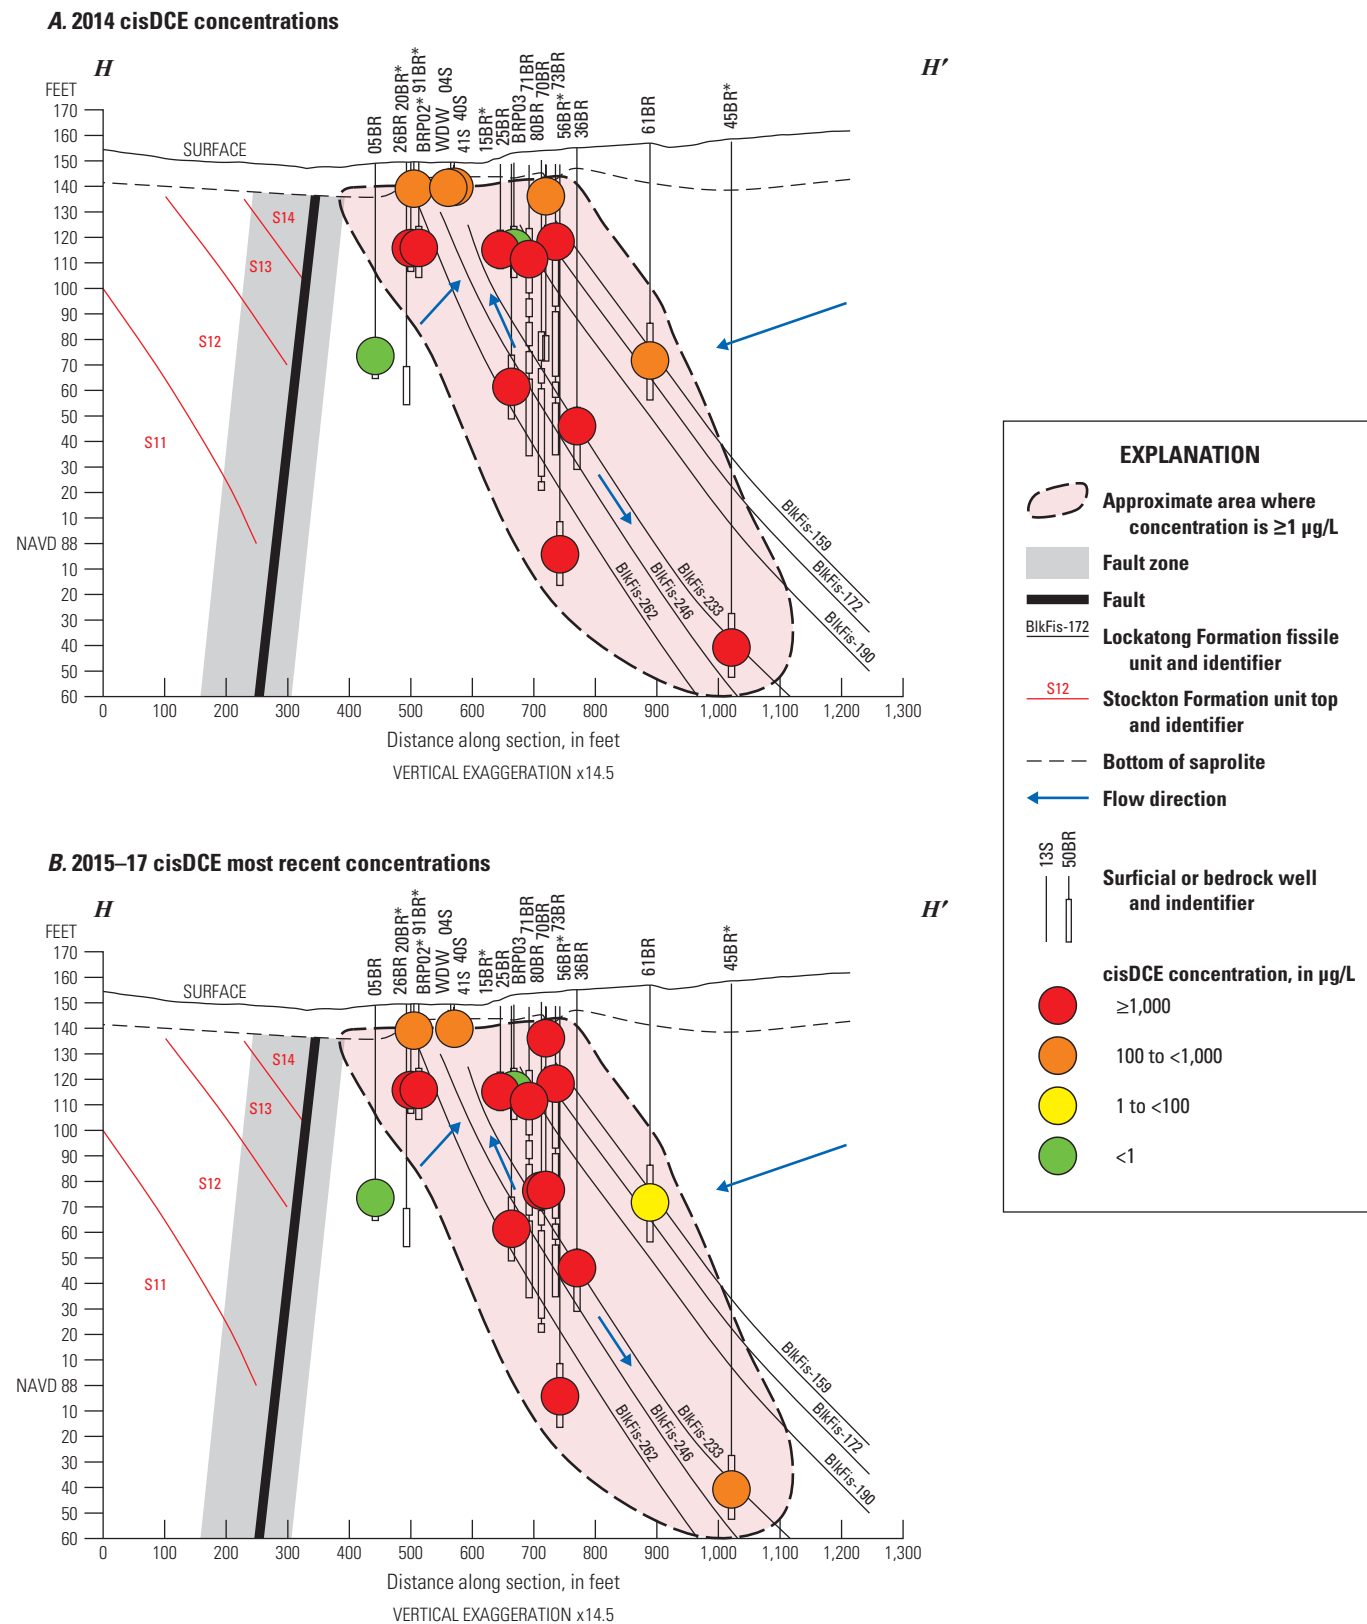 A. 2014 cisDCE concentrations
H
H′
FEET
05BR
26BR
20BR*
BRP02*
91BR*
WDW
04S
41S
40S
15BR*
25BR
BRP03
80BR
71BR
70BR
56BR*
73BR
36BR
61BR
45BR*
170
160
150
140
130
120
110
100
90
80
70
60
50
40
30
20
10
NAVD 88
10
20
30
40
50
60
SURFACE
S14
S13
S12
S11
BlkFis-159
BlkFis-172
BlkFis-190
BlkFis-233
BlkFis-246
BlkFis-262
0 100 200 300 400 500 600 700 800 900 1,000 1,100 1,200 1,300
Distance along section, in feet
VERTICAL EXAGGERATION x14.5
B. 2015–17 cisDCE most recent concentrations
H
H′
FEET
05BR
26BR
20BR*
BRP02*
91BR*
WDW
04S
41S
40S
15BR*
25BR
BRP03
80BR
71BR
70BR
56BR*
73BR
36BR
61BR
45BR*
170
160
150
140
130
120
110
100
90
80
70
60
50
40
30
20
10
NAVD 88
10
20
30
40
50
60
SURFACE
S14
S13
S12
S11
BlkFis-159
BlkFis-172
BlkFis-190
BlkFis-233
BlkFis-246
BlkFis-262
0 100 200 300 400 500 600 700 800 900 1,000 1,100 1,200 1,300
Distance along section, in feet
VERTICAL EXAGGERATION x14.5
EXPLANATION
Approximate area where
concentration is ≥1 µg/L
Fault zone
Fault
BlkFis-172
Lockatong Formation fissile
unit and identifier
S12
Stockton Formation unit top
and identifier
Bottom of saprolite
Flow direction
13S
50BR
Surficial or bedrock well
and indentifier
cisDCE concentration, in µg/L
≥1,000
100 to <1,000
1 to <100
<1